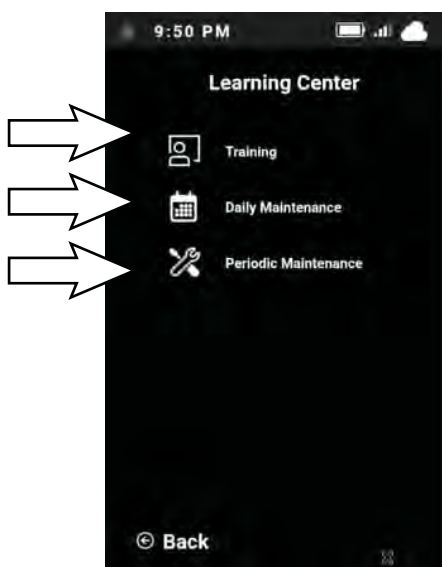 9:50 PM
Learning Center
Training
Daily Maintenance
Periodic Maintenance
Back